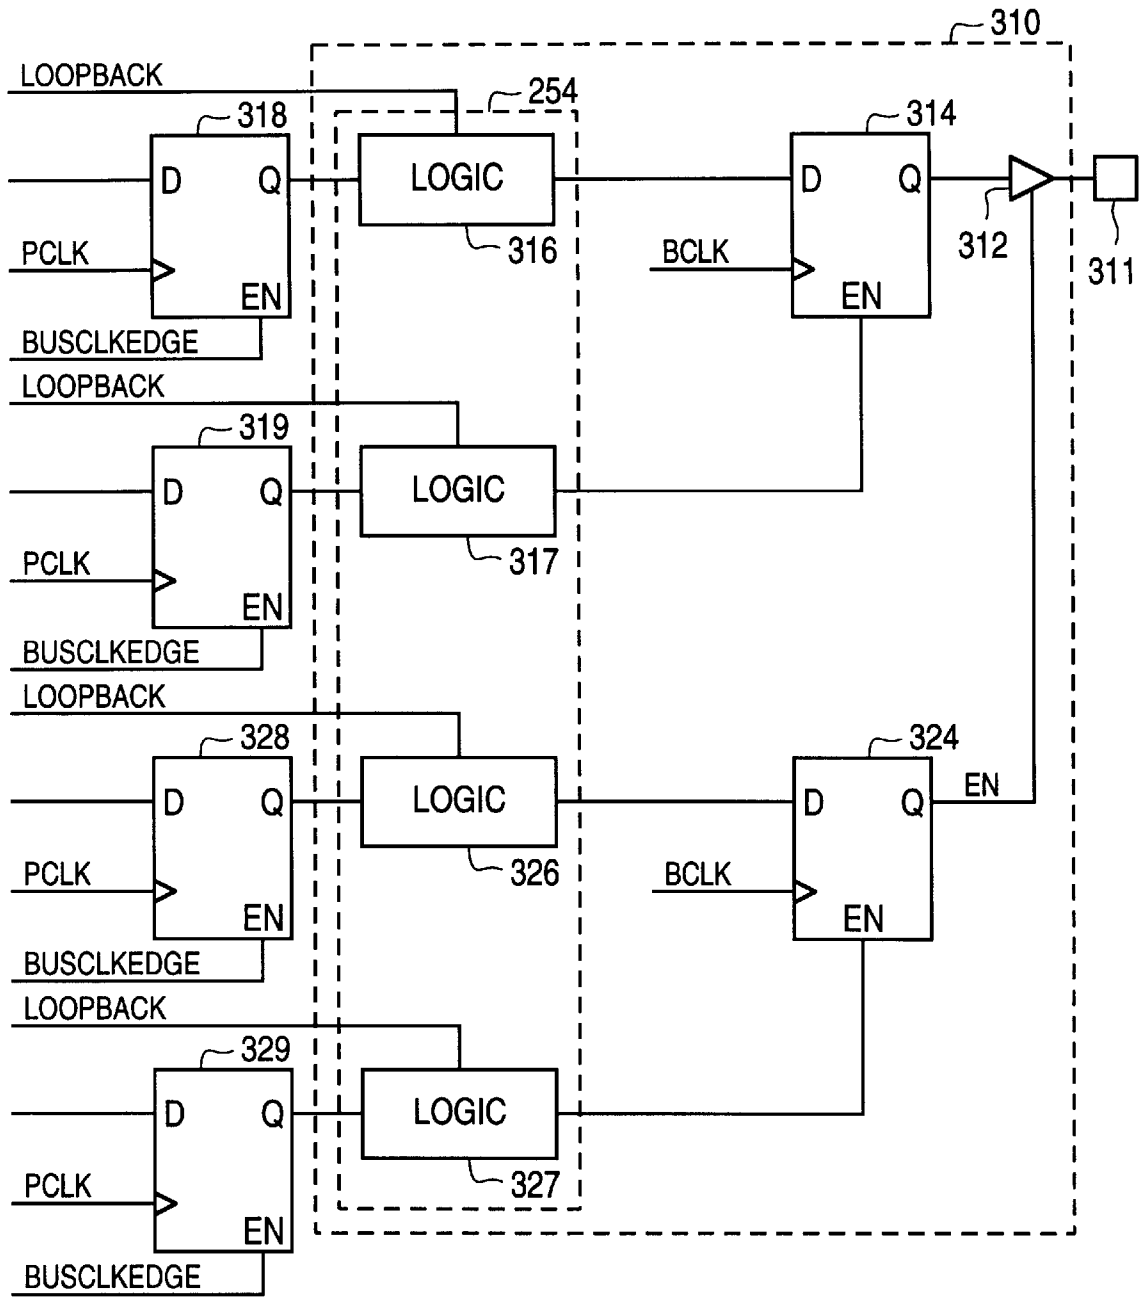 310
LOOPBACK
254
318
314
D Q
LOGIC
D Q
312
311
316
PCLK
BCLK
EN
EN
BUSCLKEDGE
LOOPBACK
319
D Q
LOGIC
317
PCLK
EN
BUSCLKEDGE
LOOPBACK
328
324
D Q
LOGIC
D Q
EN
326
PCLK
BCLK
EN
EN
BUSCLKEDGE
LOOPBACK
329
D Q
LOGIC
327
PCLK
EN
BUSCLKEDGE